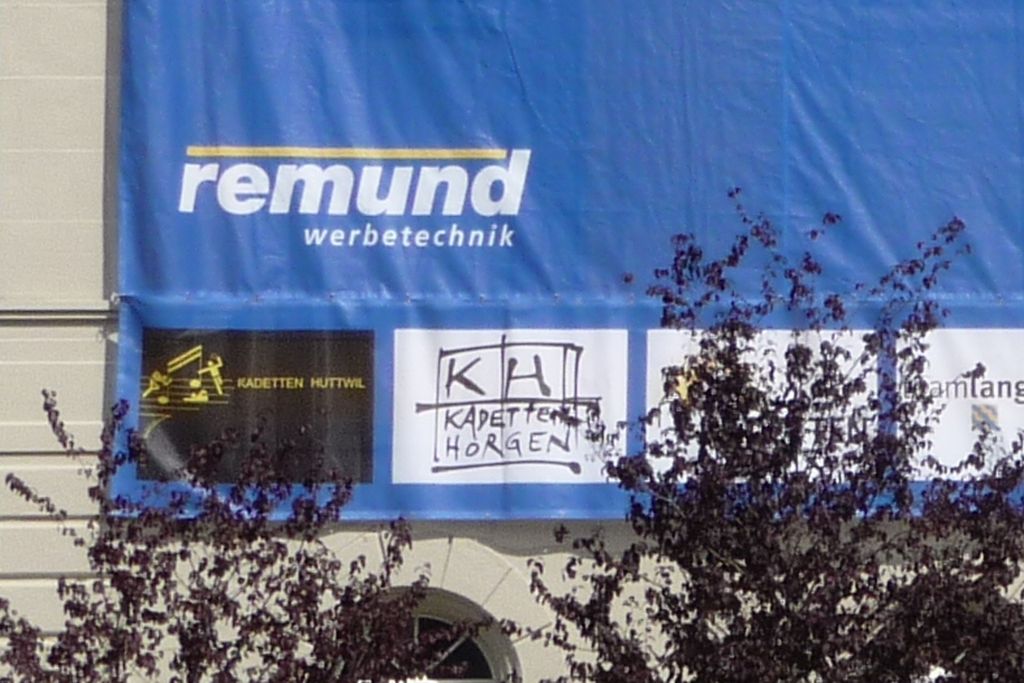 remund
werbetechnik
KADETTEN HUTTWIL
KH
KADETTEN
HORGEN